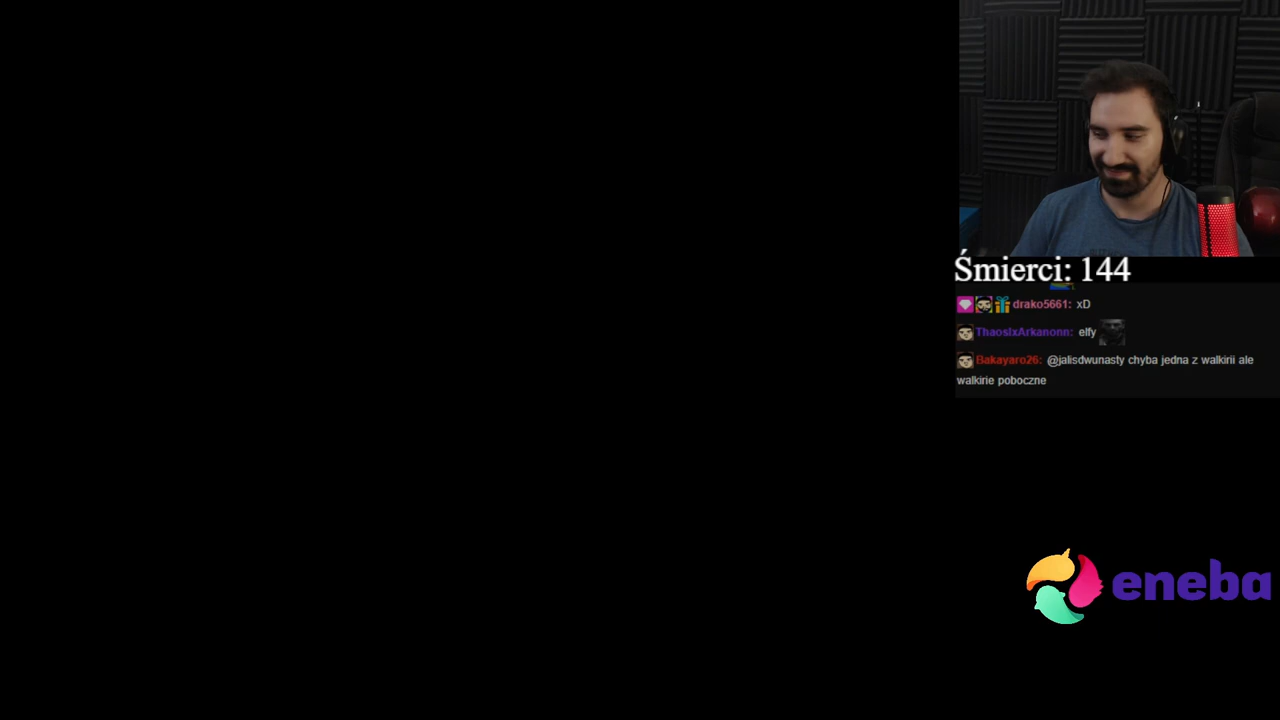 Śmierci: 144
drako5661: xD
ThaosIxArkanonn: elfy
Bakayaro26: @jalisdwunasty chyba jedna z walkirii ale
walkirie poboczne
eneba